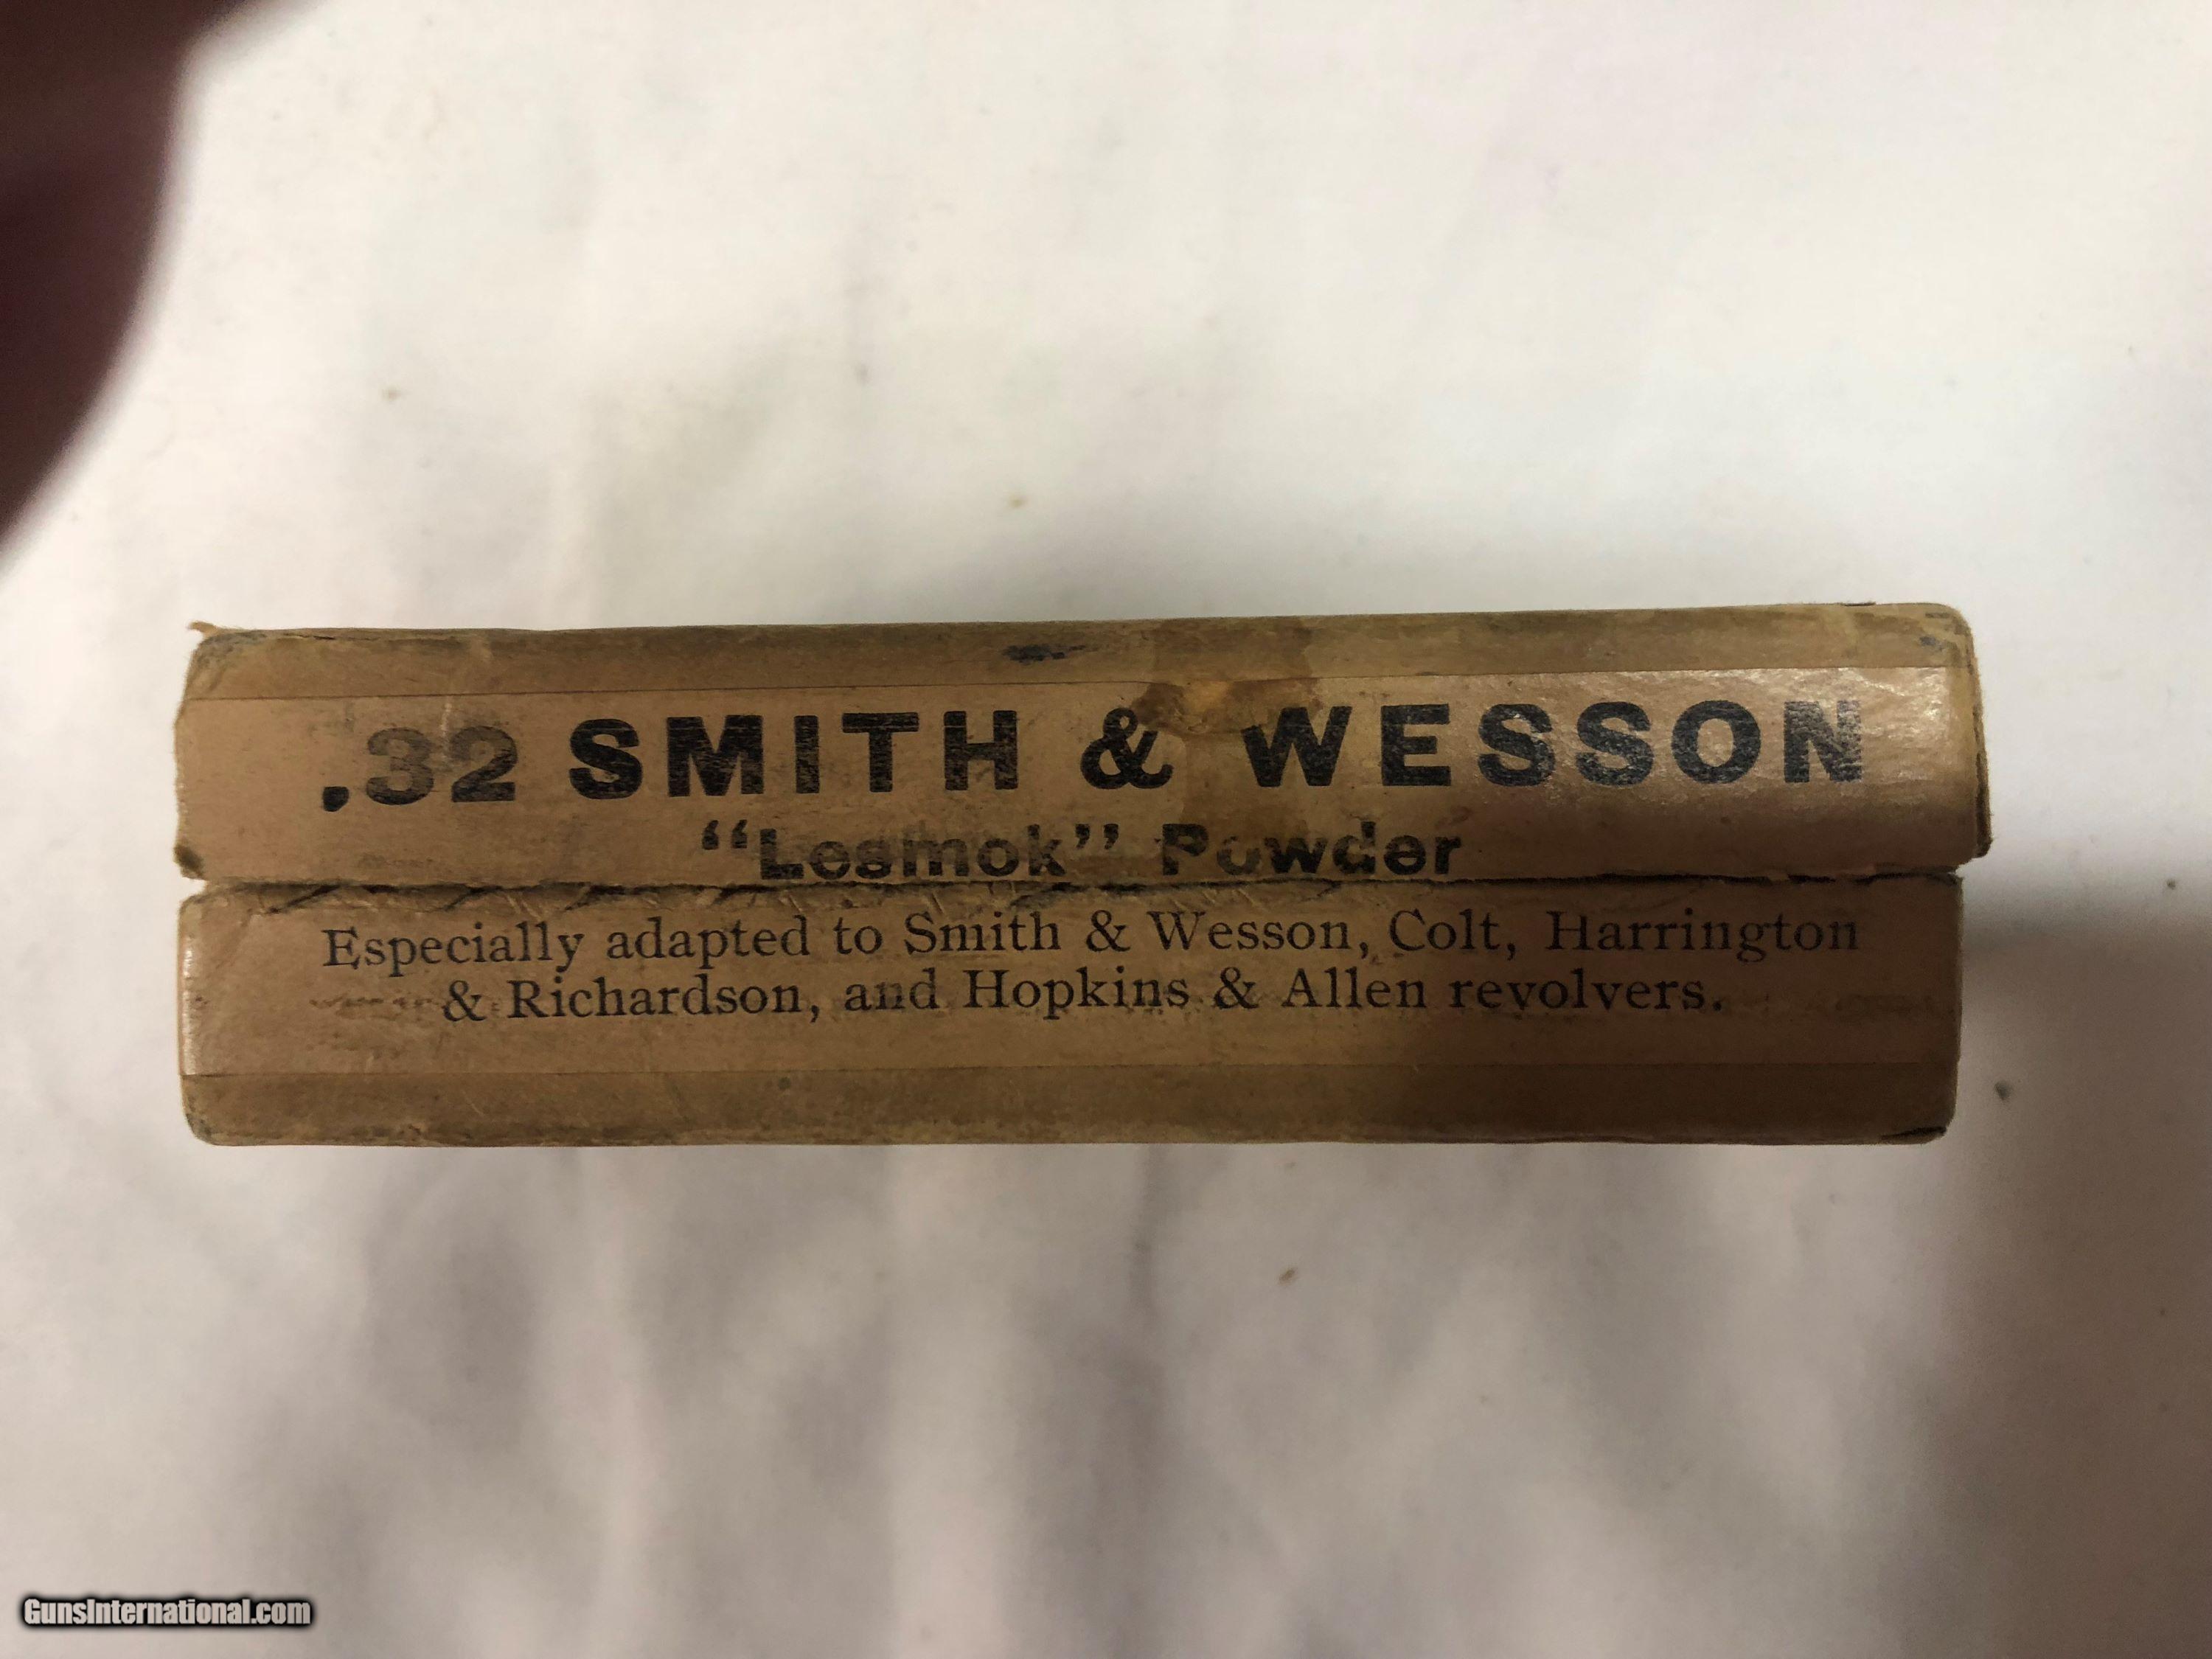 .32 SMITH & WESSON
“Lesmok” Powder
Especially adapted to Smith & Wesson, Colt, Harrington
& Richardson, and Hopkins & Allen revolvers.
GunsInternational.com